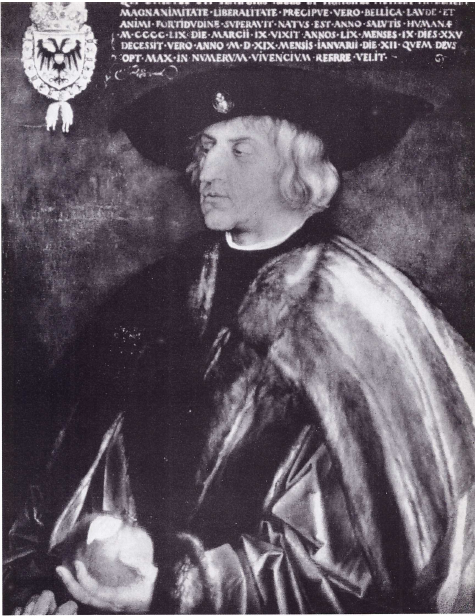 MAGNANIMITATE · LIBERALITATE · PRÆCIPVE · VERO · BELLICA · LAVDE · ET
ANIMI · FORTIDVDINE · SVPERAVIT · NATVS · EST · ANNO · SALVTIS · HVMANÆ
M · CCCC · LIX · DIE · MARCII · IX · VIXIT · ANNOS · LIX · MENSES · IX · DIES · XXV
DECESSIT · VERO · ANNO · M · D · XIX · MENSIS · IANVARII · DIE · XII · QVEM · DEVS
OPT · MAX · IN · NVMERVM · VIVENCIVM · REFERRE · VELIT ·